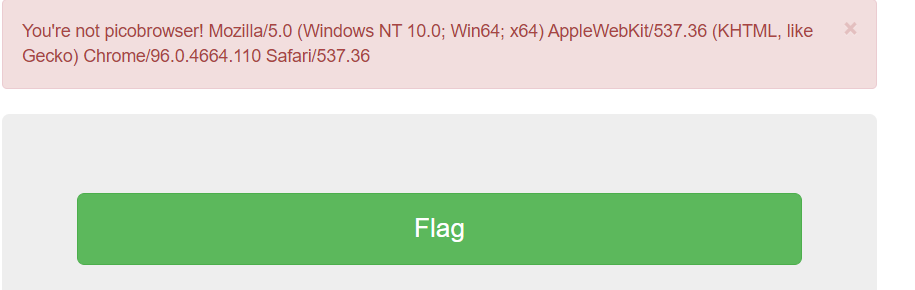 You're not picobrowser! Mozilla/5.0 (Windows NT 10.0; Win64; x64) AppleWebKit/537.36 (KHTML, like
Gecko) Chrome/96.0.4664.110 Safari/537.36
×
Flag